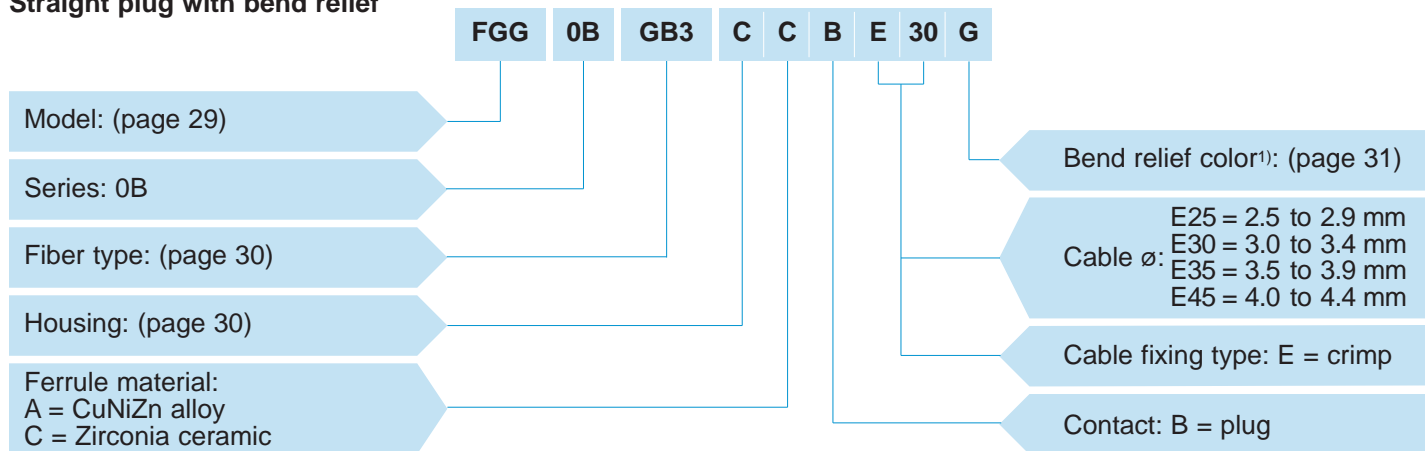 Straight plug with bend relief
FGG 0B GB3 C C B E 30 G
Model: (page 29)
Series: 0B
Fiber type: (page 30)
Housing: (page 30)
Ferrule material:
A = CuNiZn alloy
C = Zirconia ceramic
Bend relief color1): (page 31)
Cable ø:
E25 = 2.5 to 2.9 mm
E30 = 3.0 to 3.4 mm
E35 = 3.5 to 3.9 mm
E45 = 4.0 to 4.4 mm
Cable fixing type: E = crimp
Contact: B = plug